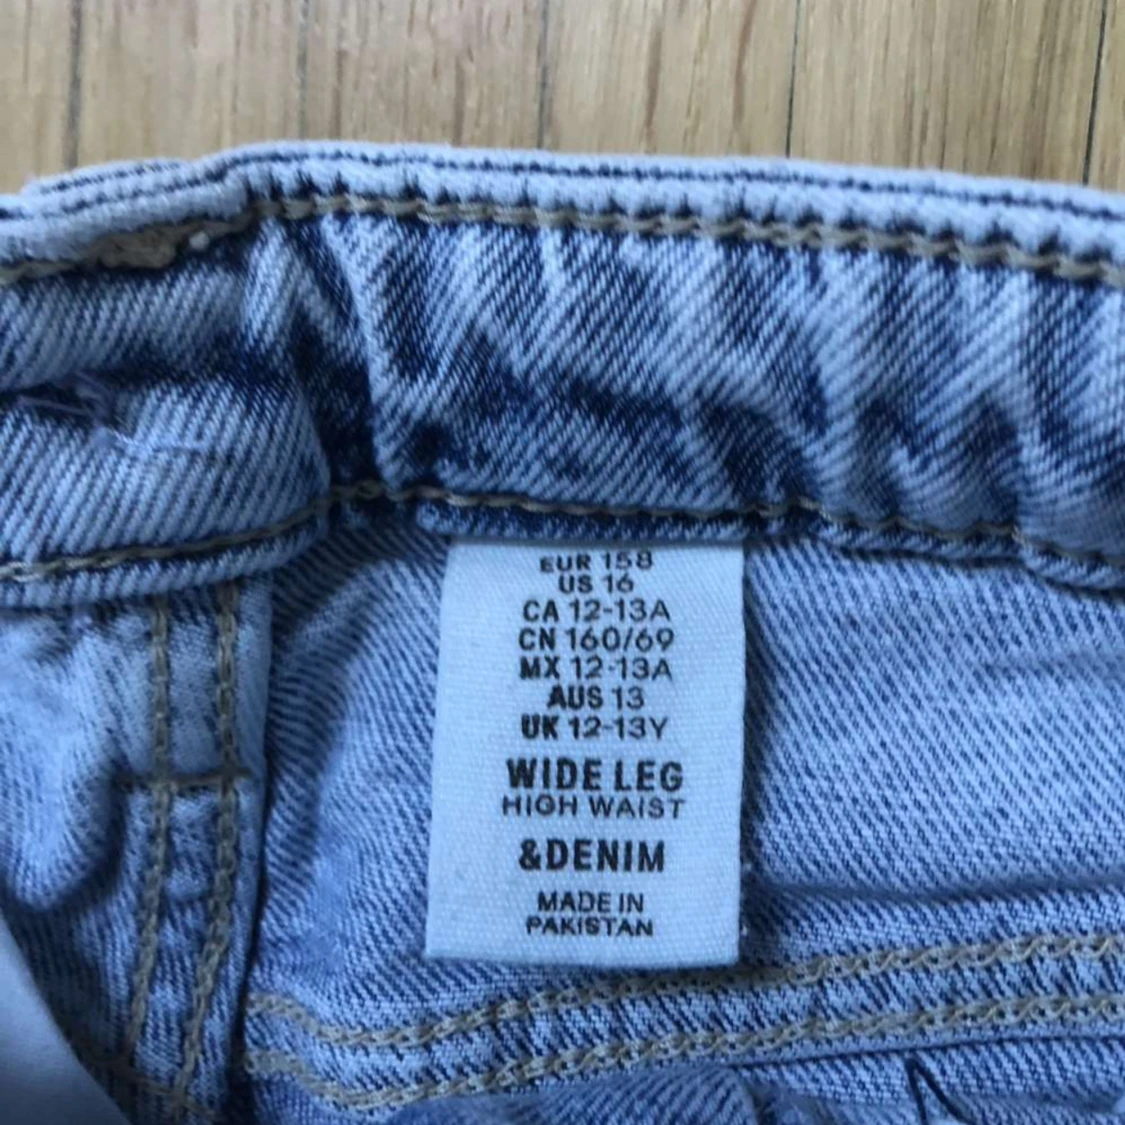 EUR 158
US 16
CA 12-13A
CN 160/69
MX 12-13A
AUS 13
UK 12-13Y
WIDE LEG
HIGH WAIST
&DENIM
MADE IN
PAKISTAN